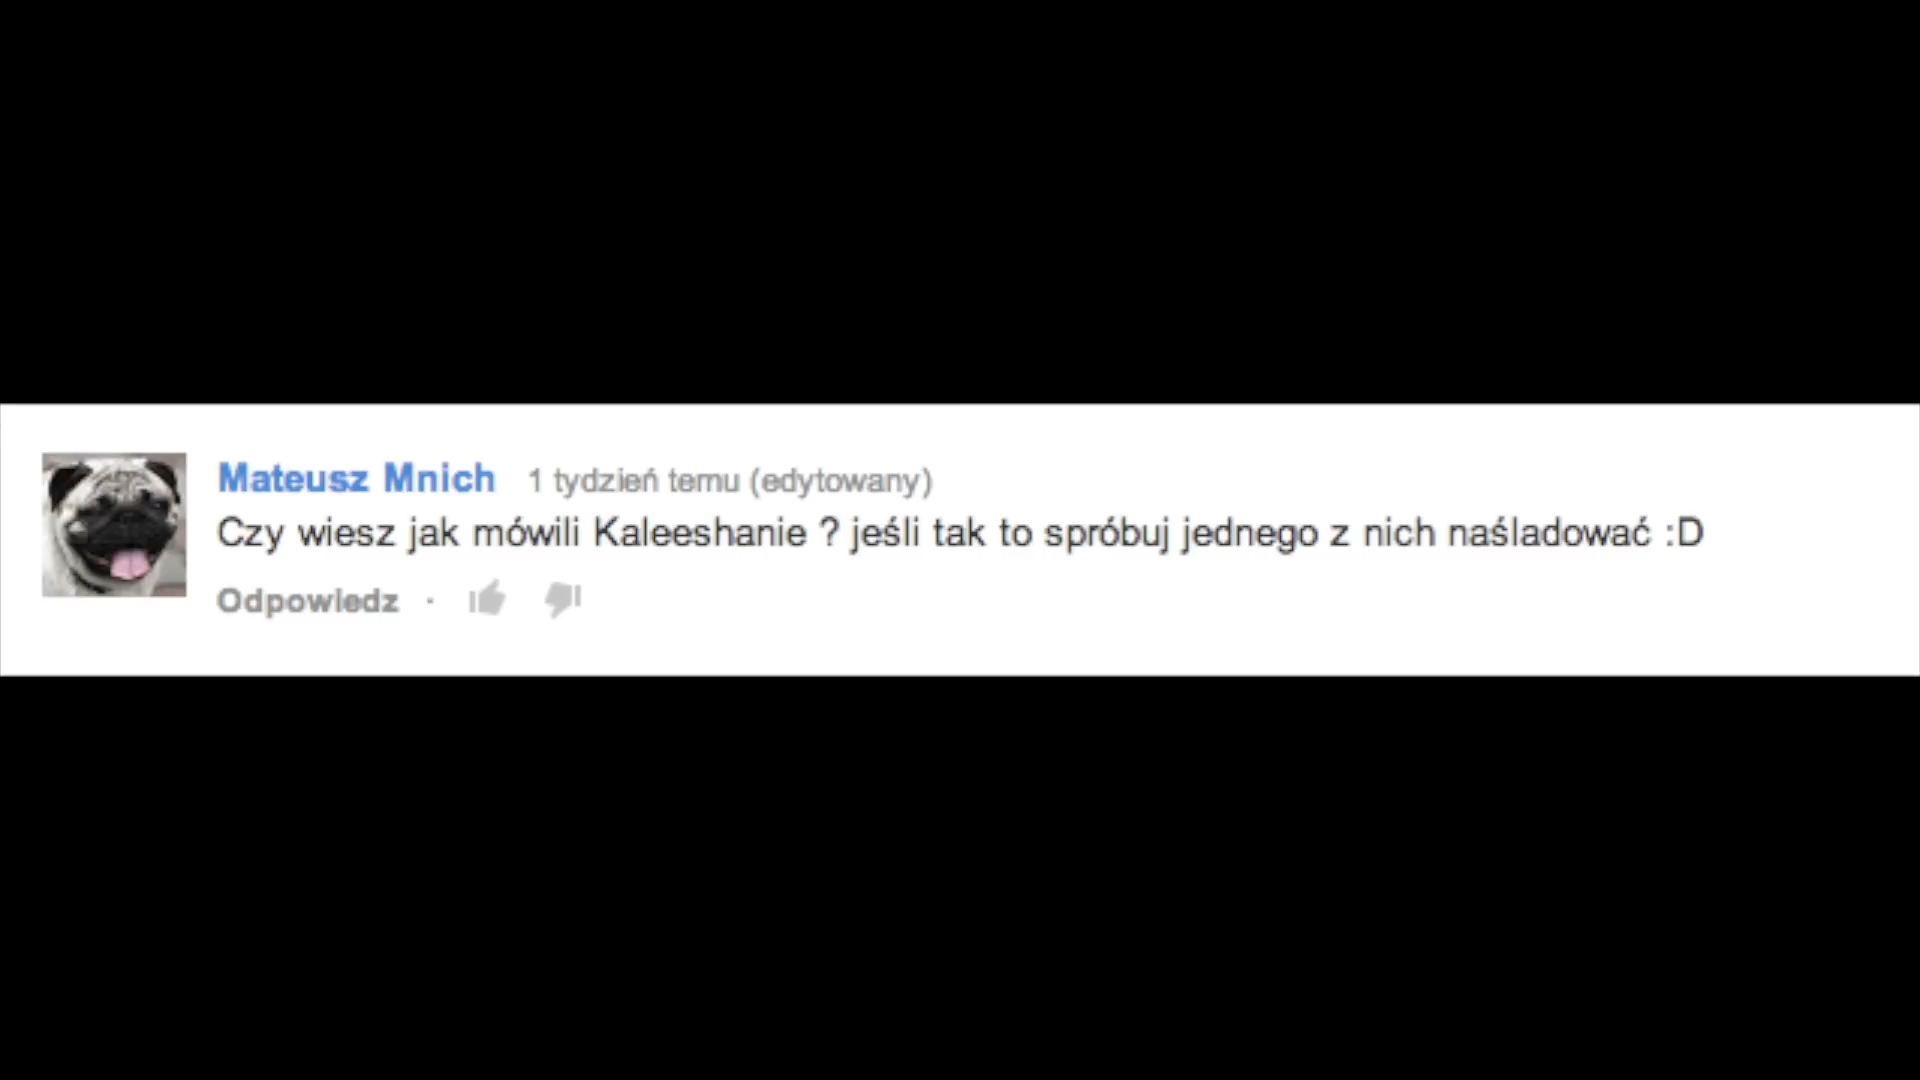 Mateusz Mnich 1 tydzień temu (edytowany)
Czy wiesz jak mówili Kaleeshanie ? jeśli tak to spróbuj jednego z nich naśladować :D
Odpowiedz ·